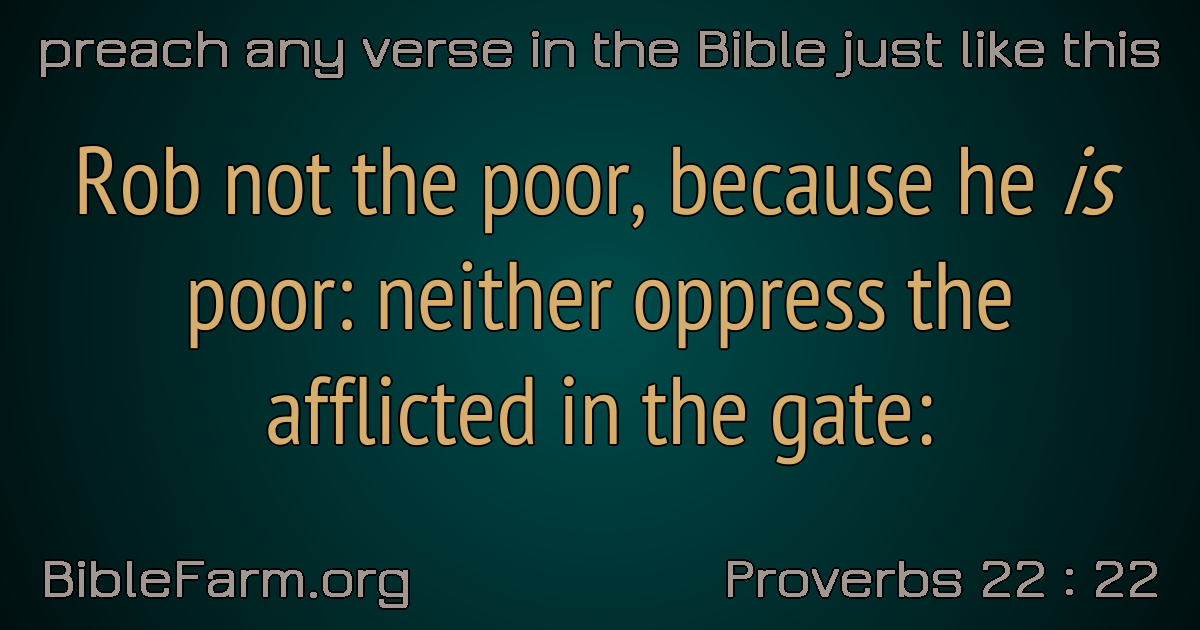 preach any verse in the Bible just like this
Rob not the poor, because he is
poor: neither oppress the
afflicted in the gate:
BibleFarm.org
Proverbs 22 : 22